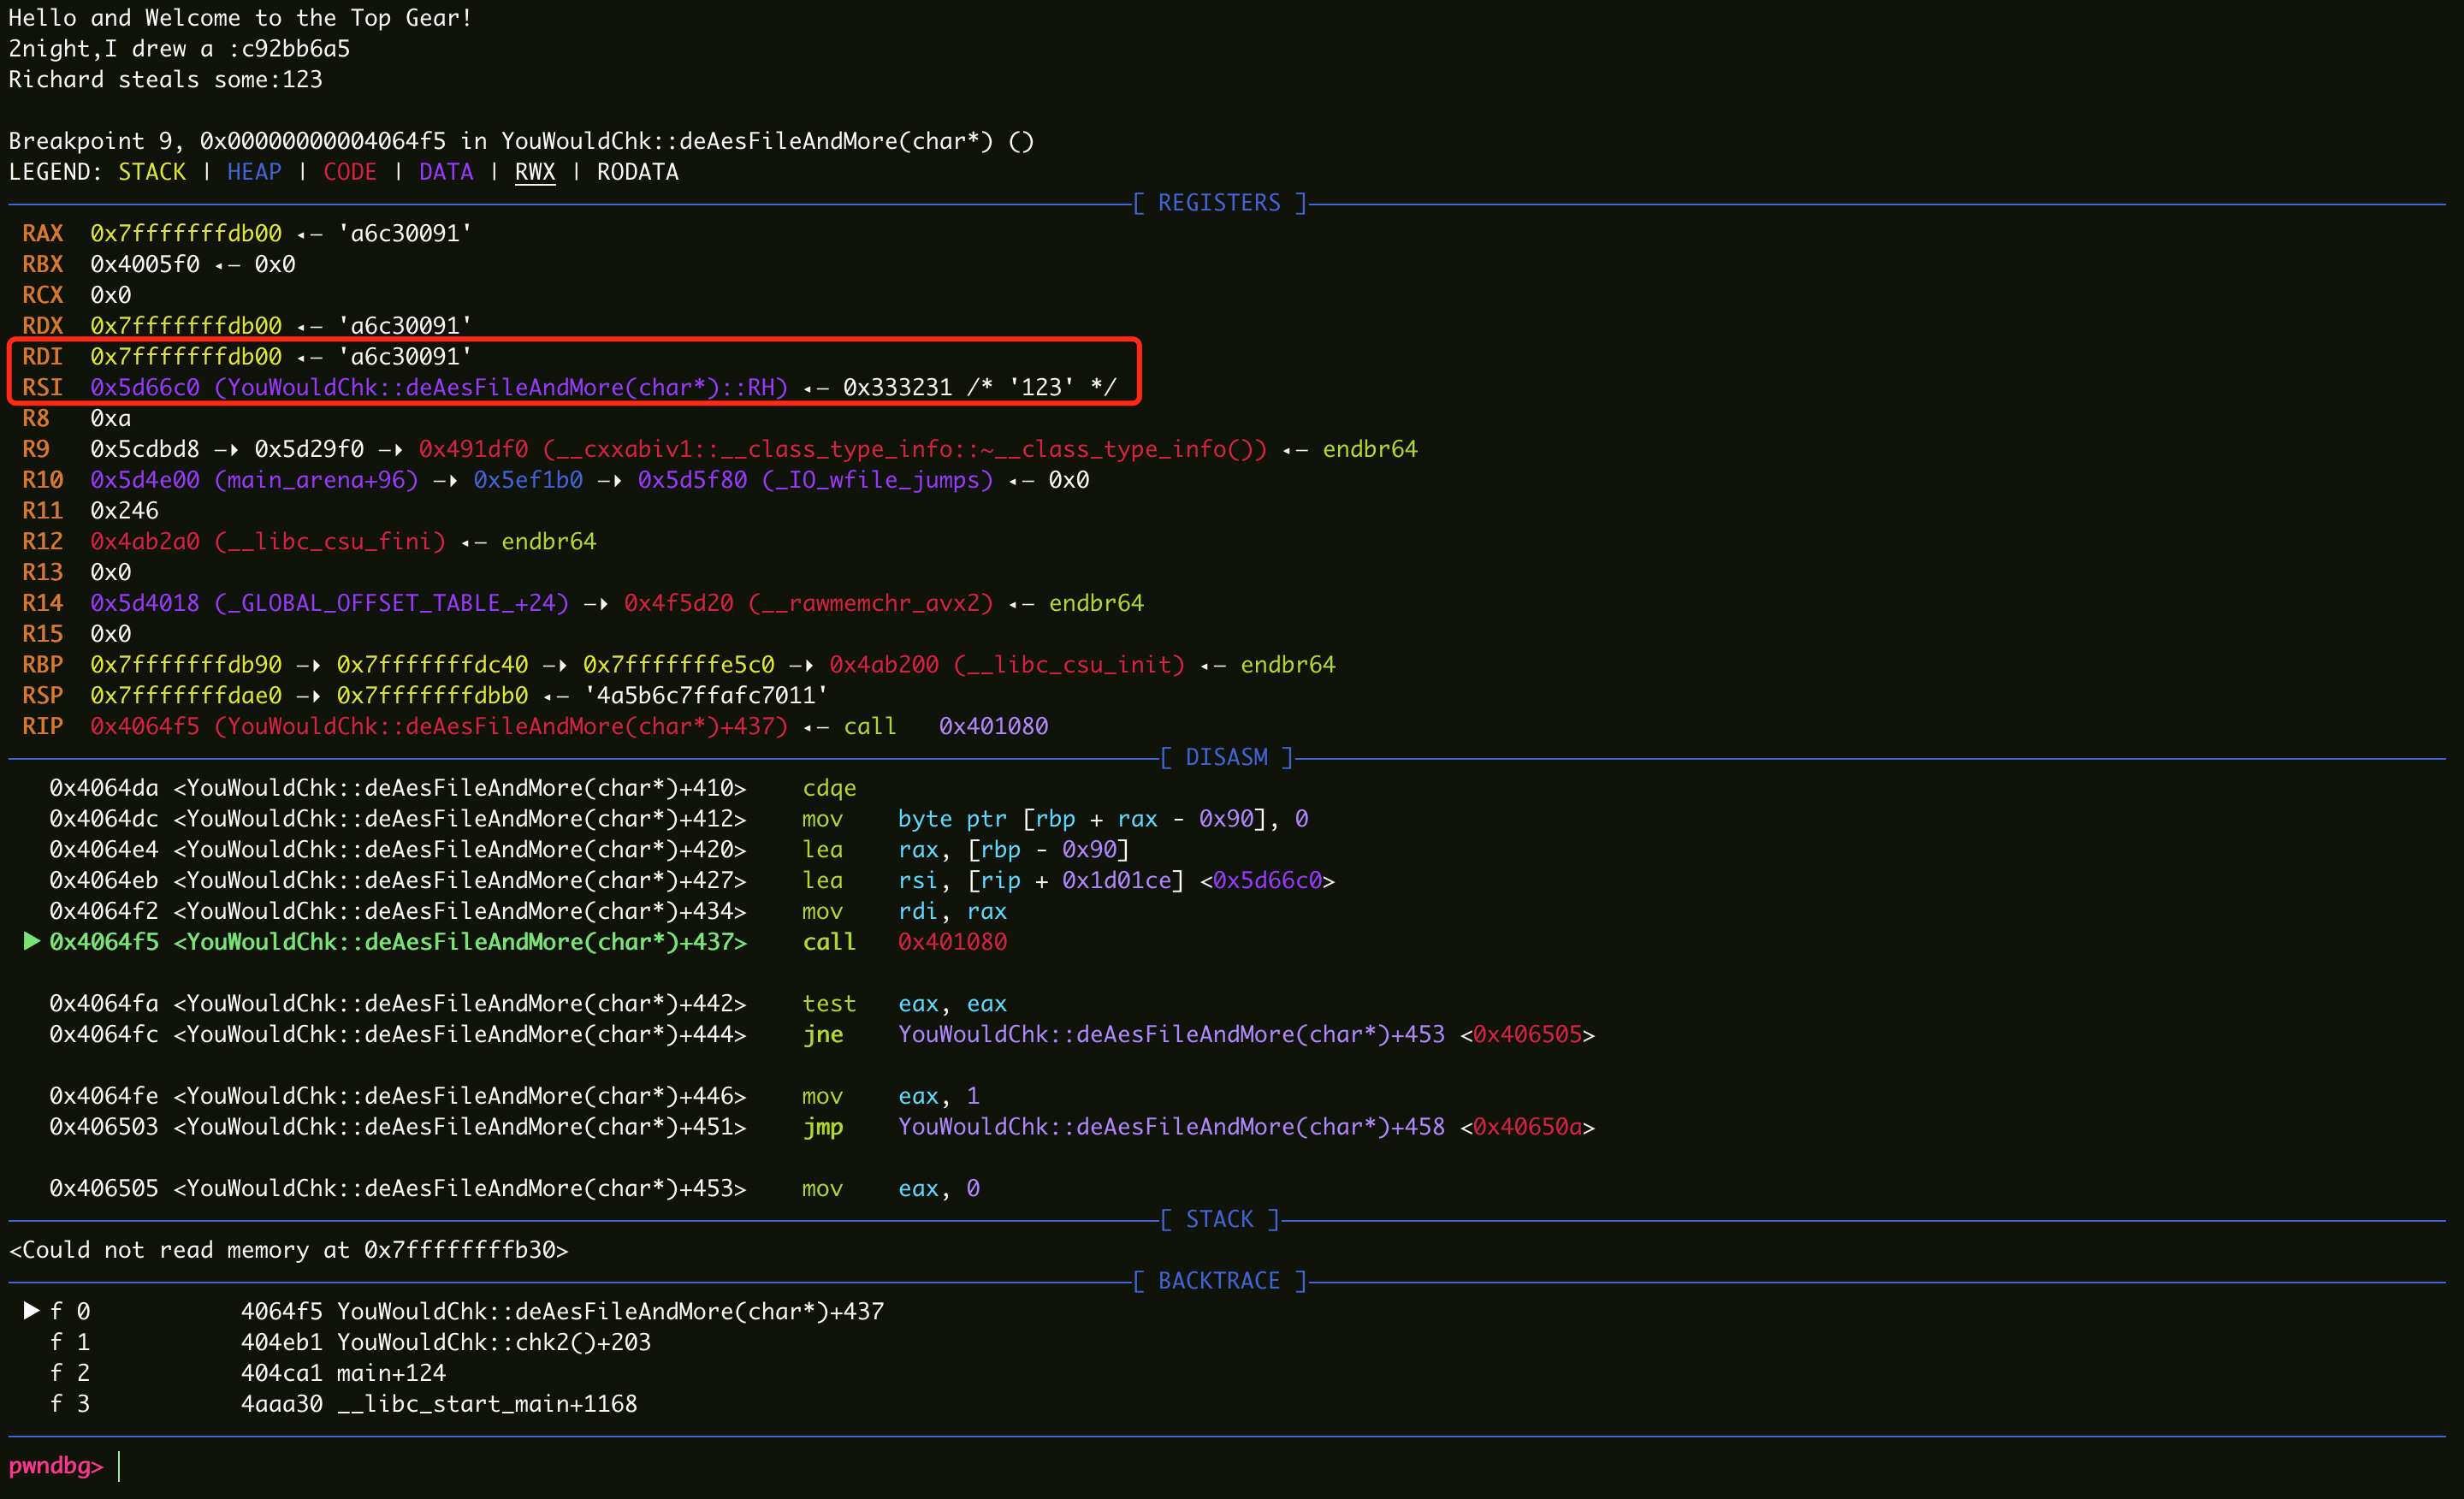 Hello and Welcome to the Top Gear!
2night,I drew a :c92bb6a5
Richard steals some:123
Breakpoint 9, 0x00000000004064f5 in YouWouldChk::deAesFileAndMore(char*) ()
LEGEND: STACK | HEAP | CODE | DATA | RWX | RODATA
[ REGISTERS ]
RAX  0x7fffffffdb00 ◂— 'a6c30091'
RBX  0x4005f0 ◂— 0x0
RCX  0x0
RDX  0x7fffffffdb00 ◂— 'a6c30091'
RDI  0x7fffffffdb00 ◂— 'a6c30091'
RSI  0x5d66c0 (YouWouldChk::deAesFileAndMore(char*)::RH) ◂— 0x333231 /* '123' */
R8   0xa
R9   0x5cdbd8 —▸ 0x5d29f0 —▸ 0x491df0 (__cxxabiv1::__class_type_info::~__class_type_info()) ◂— endbr64
R10  0x5d4e00 (main_arena+96) —▸ 0x5ef1b0 —▸ 0x5d5f80 (_IO_wfile_jumps) ◂— 0x0
R11  0x246
R12  0x4ab2a0 (__libc_csu_fini) ◂— endbr64
R13  0x0
R14  0x5d4018 (_GLOBAL_OFFSET_TABLE_+24) —▸ 0x4f5d20 (__rawmemchr_avx2) ◂— endbr64
R15  0x0
RBP  0x7fffffffdb90 —▸ 0x7fffffffdc40 —▸ 0x7fffffffe5c0 —▸ 0x4ab200 (__libc_csu_init) ◂— endbr64
RSP  0x7fffffffdae0 —▸ 0x7fffffffdbb0 ◂— '4a5b6c7ffafc7011'
RIP  0x4064f5 (YouWouldChk::deAesFileAndMore(char*)+437) ◂— call   0x401080
[ DISASM ]
0x4064da <YouWouldChk::deAesFileAndMore(char*)+410>    cdqe
0x4064dc <YouWouldChk::deAesFileAndMore(char*)+412>    mov    byte ptr [rbp + rax - 0x90], 0
0x4064e4 <YouWouldChk::deAesFileAndMore(char*)+420>    lea    rax, [rbp - 0x90]
0x4064eb <YouWouldChk::deAesFileAndMore(char*)+427>    lea    rsi, [rip + 0x1d01ce] <0x5d66c0>
0x4064f2 <YouWouldChk::deAesFileAndMore(char*)+434>    mov    rdi, rax
► 0x4064f5 <YouWouldChk::deAesFileAndMore(char*)+437>    call   0x401080
0x4064fa <YouWouldChk::deAesFileAndMore(char*)+442>    test   eax, eax
0x4064fc <YouWouldChk::deAesFileAndMore(char*)+444>    jne    YouWouldChk::deAesFileAndMore(char*)+453 <0x406505>
0x4064fe <YouWouldChk::deAesFileAndMore(char*)+446>    mov    eax, 1
0x406503 <YouWouldChk::deAesFileAndMore(char*)+451>    jmp    YouWouldChk::deAesFileAndMore(char*)+458 <0x40650a>
0x406505 <YouWouldChk::deAesFileAndMore(char*)+453>    mov    eax, 0
[ STACK ]
<Could not read memory at 0x7ffffffffb30>
[ BACKTRACE ]
► f 0           4064f5 YouWouldChk::deAesFileAndMore(char*)+437
f 1           404eb1 YouWouldChk::chk2()+203
f 2           404ca1 main+124
f 3           4aaa30 __libc_start_main+1168
pwndbg>